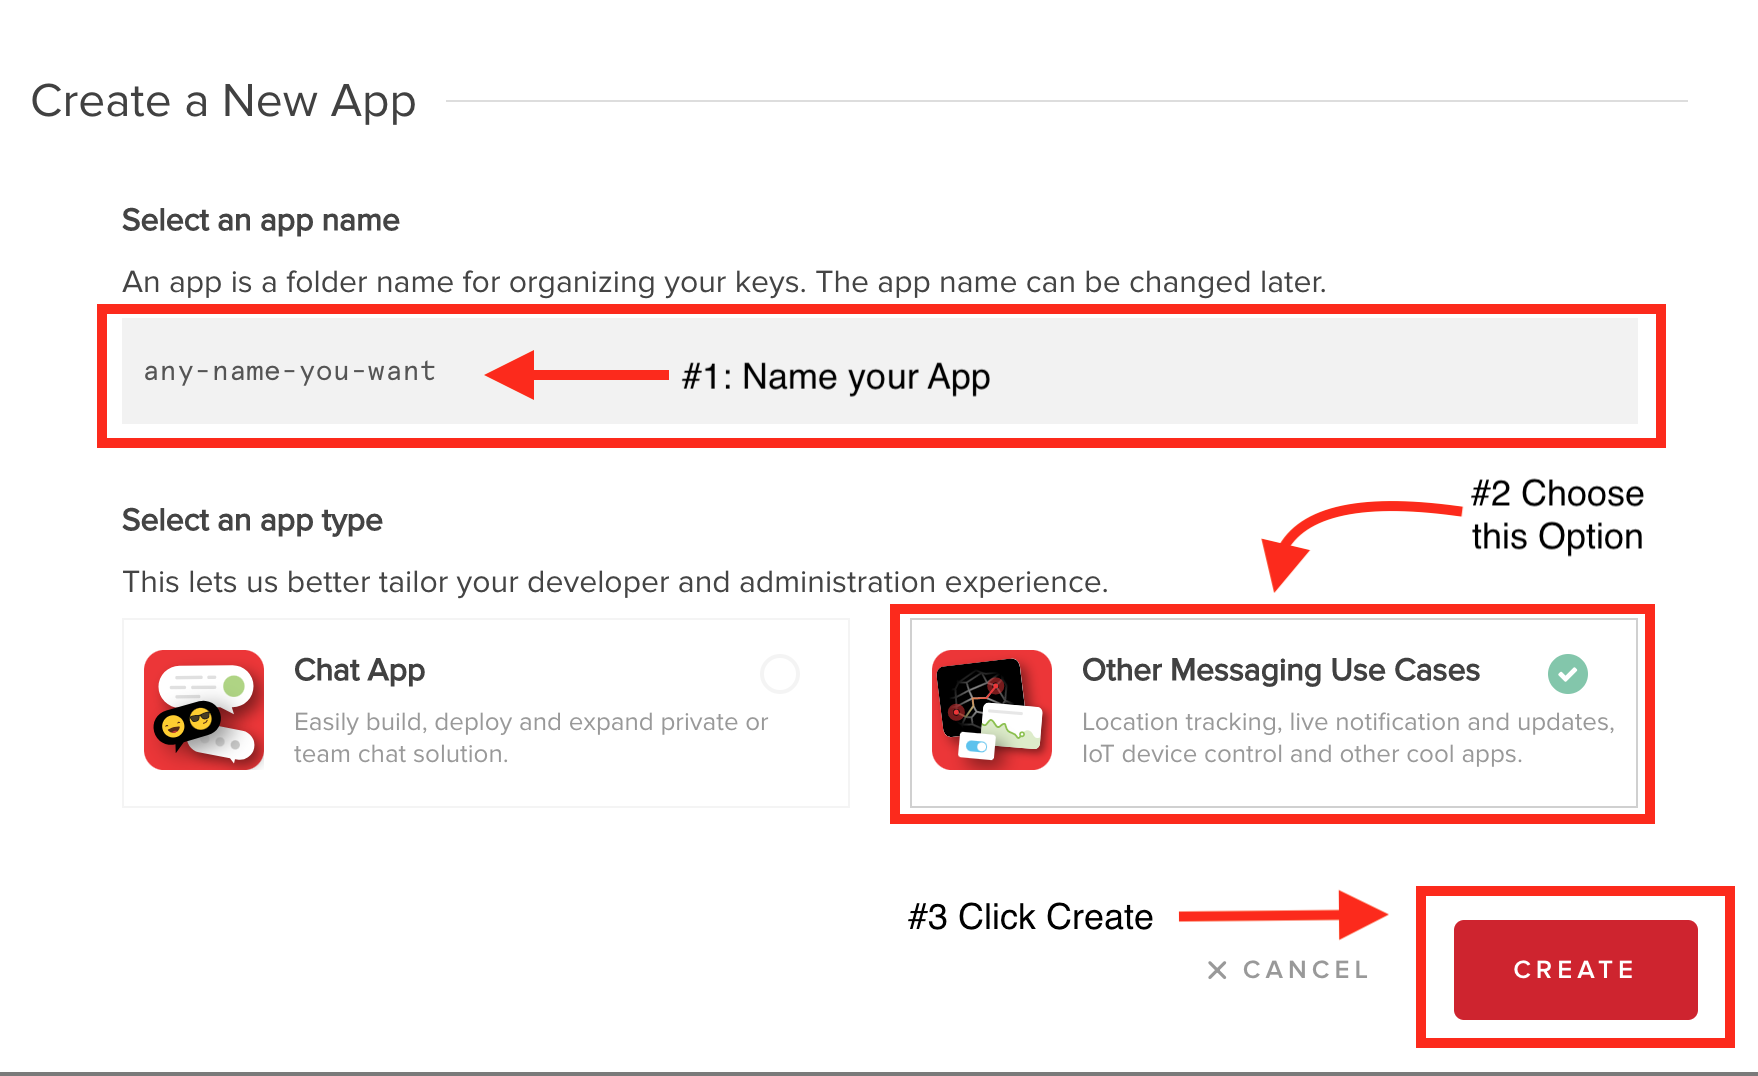 Create a New App
Select an app name
An app is a folder name for organizing your keys. The app name can be changed later.
any-name-you-want
#1: Name your App
#2 Choose
this Option
Select an app type
This lets us better tailor your developer and administration experience.
Chat App
Easily build, deploy and expand private or
team chat solution.
Other Messaging Use Cases
Location tracking, live notification and updates,
IoT device control and other cool apps.
#3 Click Create
CANCEL
CREATE